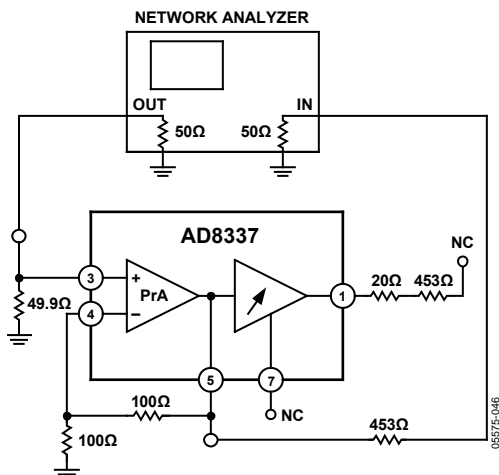 NETWORK ANALYZER
OUT
IN
50Ω
50Ω
AD8337
NC
3
+
PrA
1
20Ω
453Ω
49.9Ω
4
−
5
7
100Ω
NC
453Ω
100Ω
05575-046